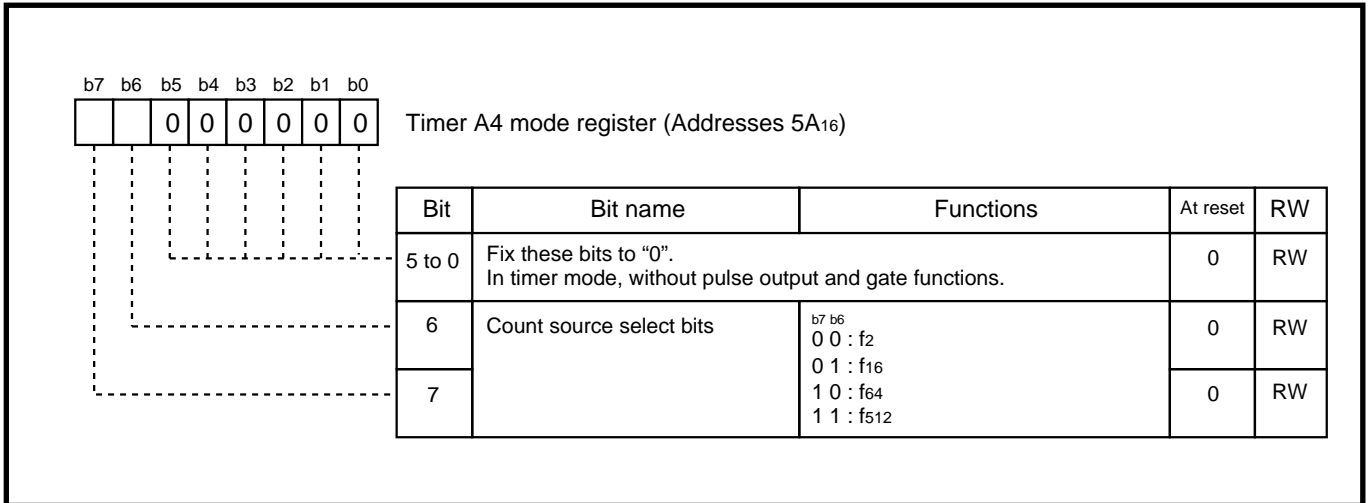 b7 b6 b5 b4 b3 b2 b1 b0
0 0 0 0 0 0
Timer A4 mode register (Addresses 5A16)
Bit Bit name Functions At reset RW
5 to 0 Fix these bits to “0”. 0 RW
In timer mode, without pulse output and gate functions.
6 Count source select bits b7 b6 0 RW
0 0 : f2
0 1 : f16
7 1 0 : f64 0 RW
1 1 : f512